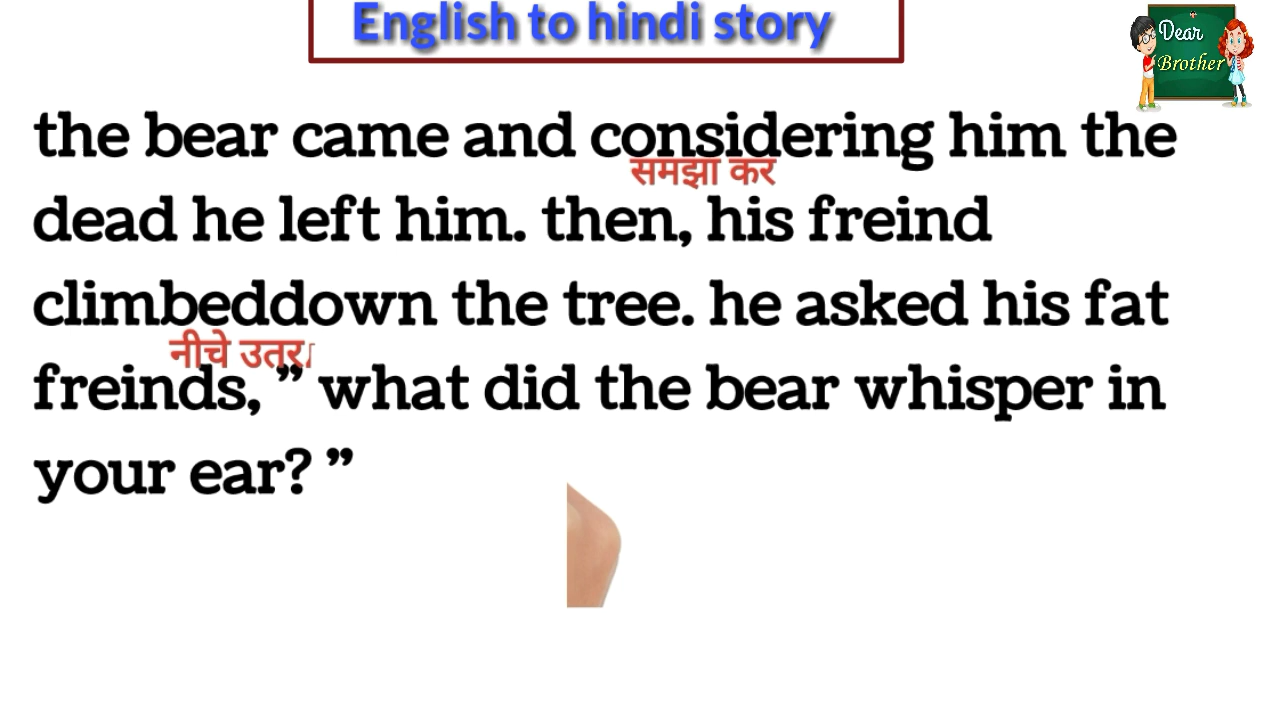 English to hindi story
Dear
Brother
the bear came and considering him the
समझा कर
dead he left him. then, his freind
climbeddown the tree. he asked his fat
नीचे उतरा
freinds, ” what did the bear whisper in
your ear? ”